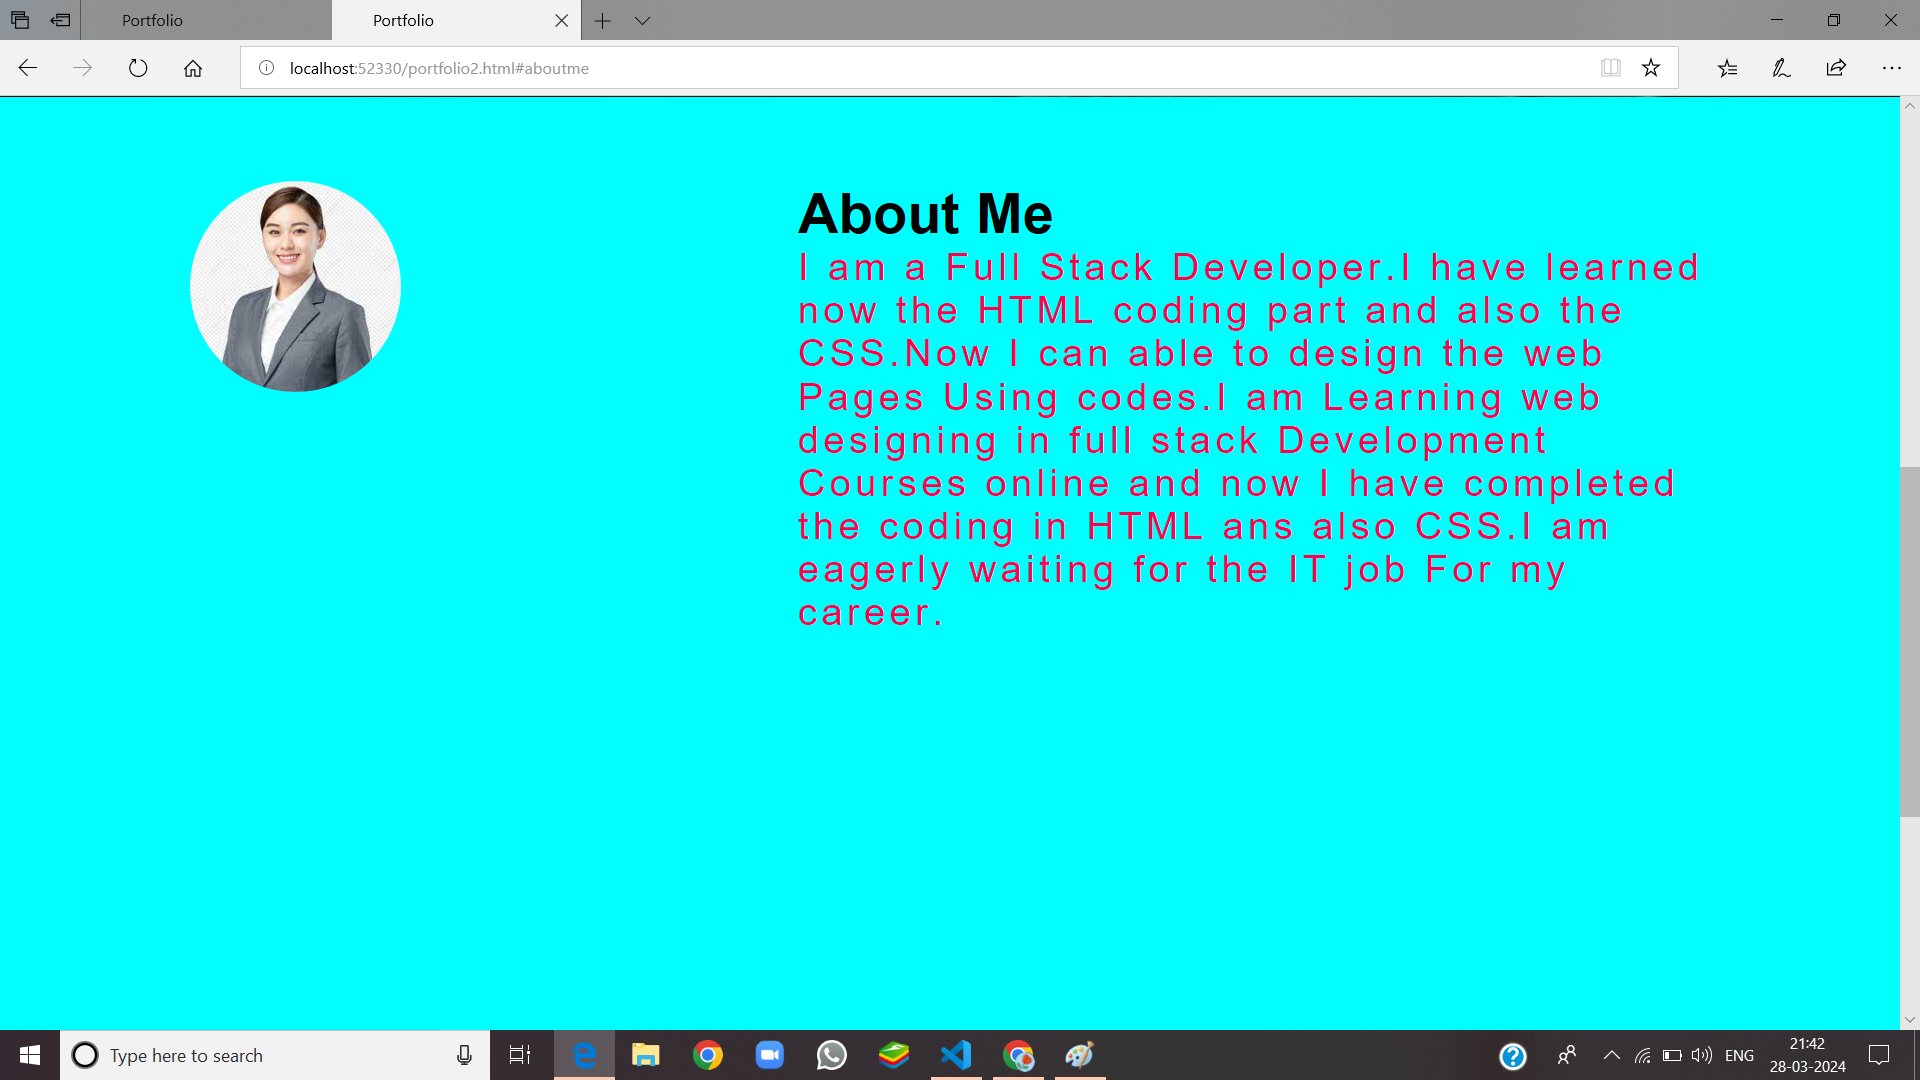 Portfolio
Portfolio
localhost:52330/portfolio2.html#aboutme
About Me
I am a Full Stack Developer.I have learned
now the HTML coding part and also the
CSS.Now I can able to design the web
Pages Using codes.I am Learning web
designing in full stack Development
Courses online and now I have completed
the coding in HTML ans also CSS.I am
eagerly waiting for the IT job For my
career.
Type here to search
ENG
21:42
28-03-2024